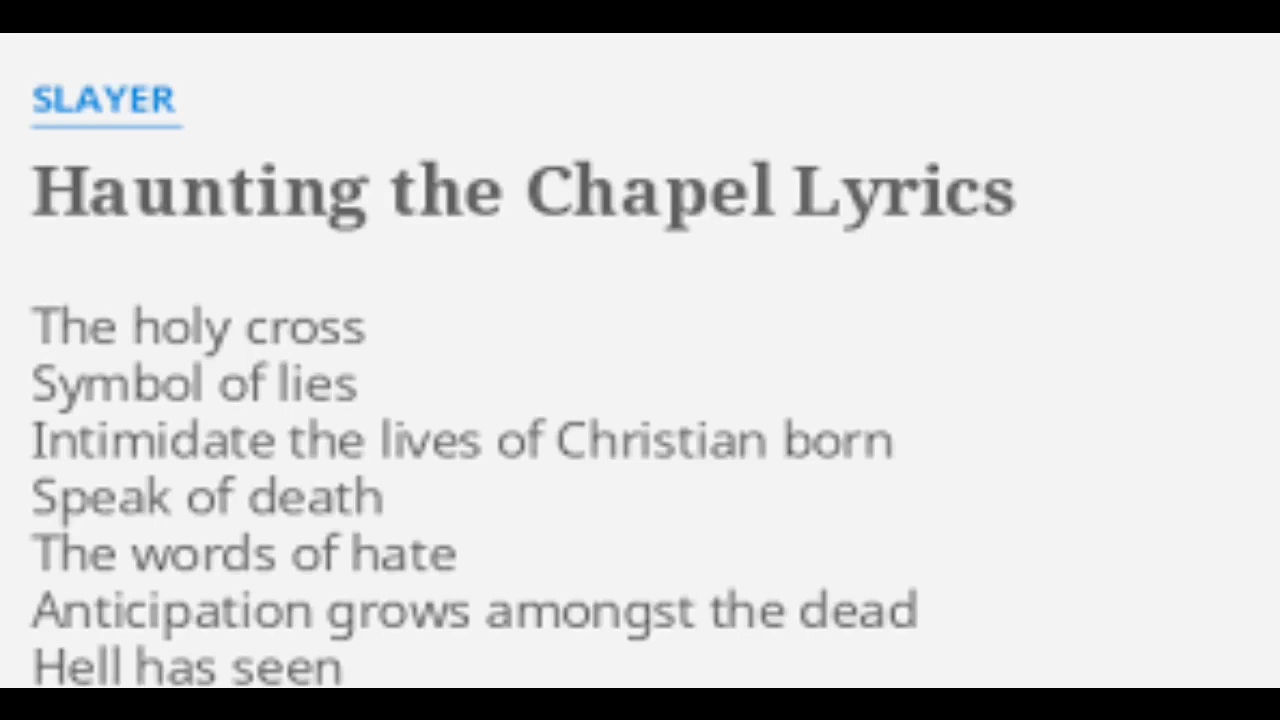 SLAYER
Haunting the Chapel Lyrics
The holy cross
Symbol of lies
Intimidate the lives of Christian born
Speak of death
The words of hate
Anticipation grows amongst the dead
Hell has seen